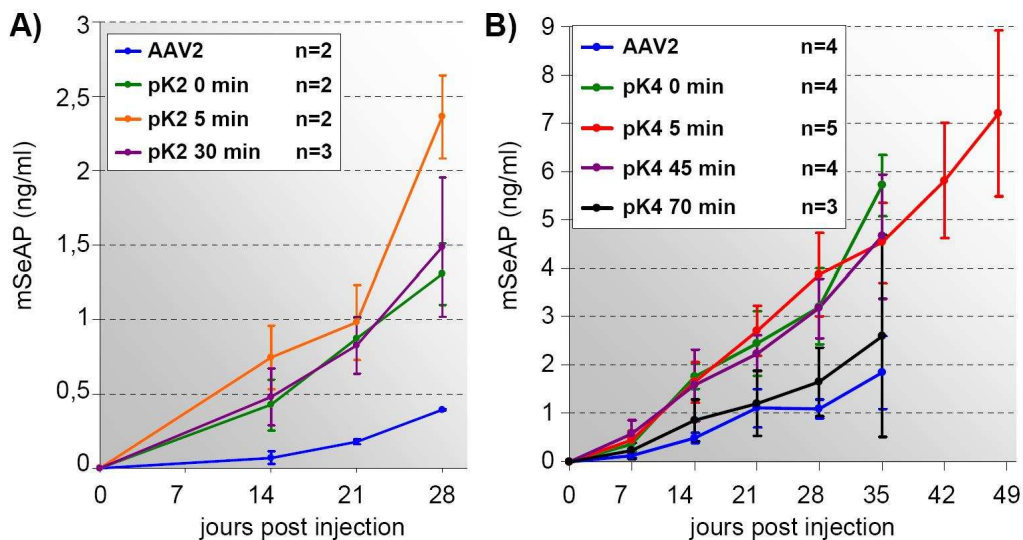 A)
mSeAP (ng/ml)
3
2,5
2
1,5
1
0,5
0
AAV2 n=2
pK2 0 min n=2
pK2 5 min n=2
pK2 30 min n=3
0 7 14 21 28
jours post injection
B)
mSeAP (ng/ml)
9
8
7
6
5
4
3
2
1
0
AAV2 n=4
pK4 0 min n=4
pK4 5 min n=5
pK4 45 min n=4
pK4 70 min n=3
0 7 14 21 28 35 42 49
jours post injection